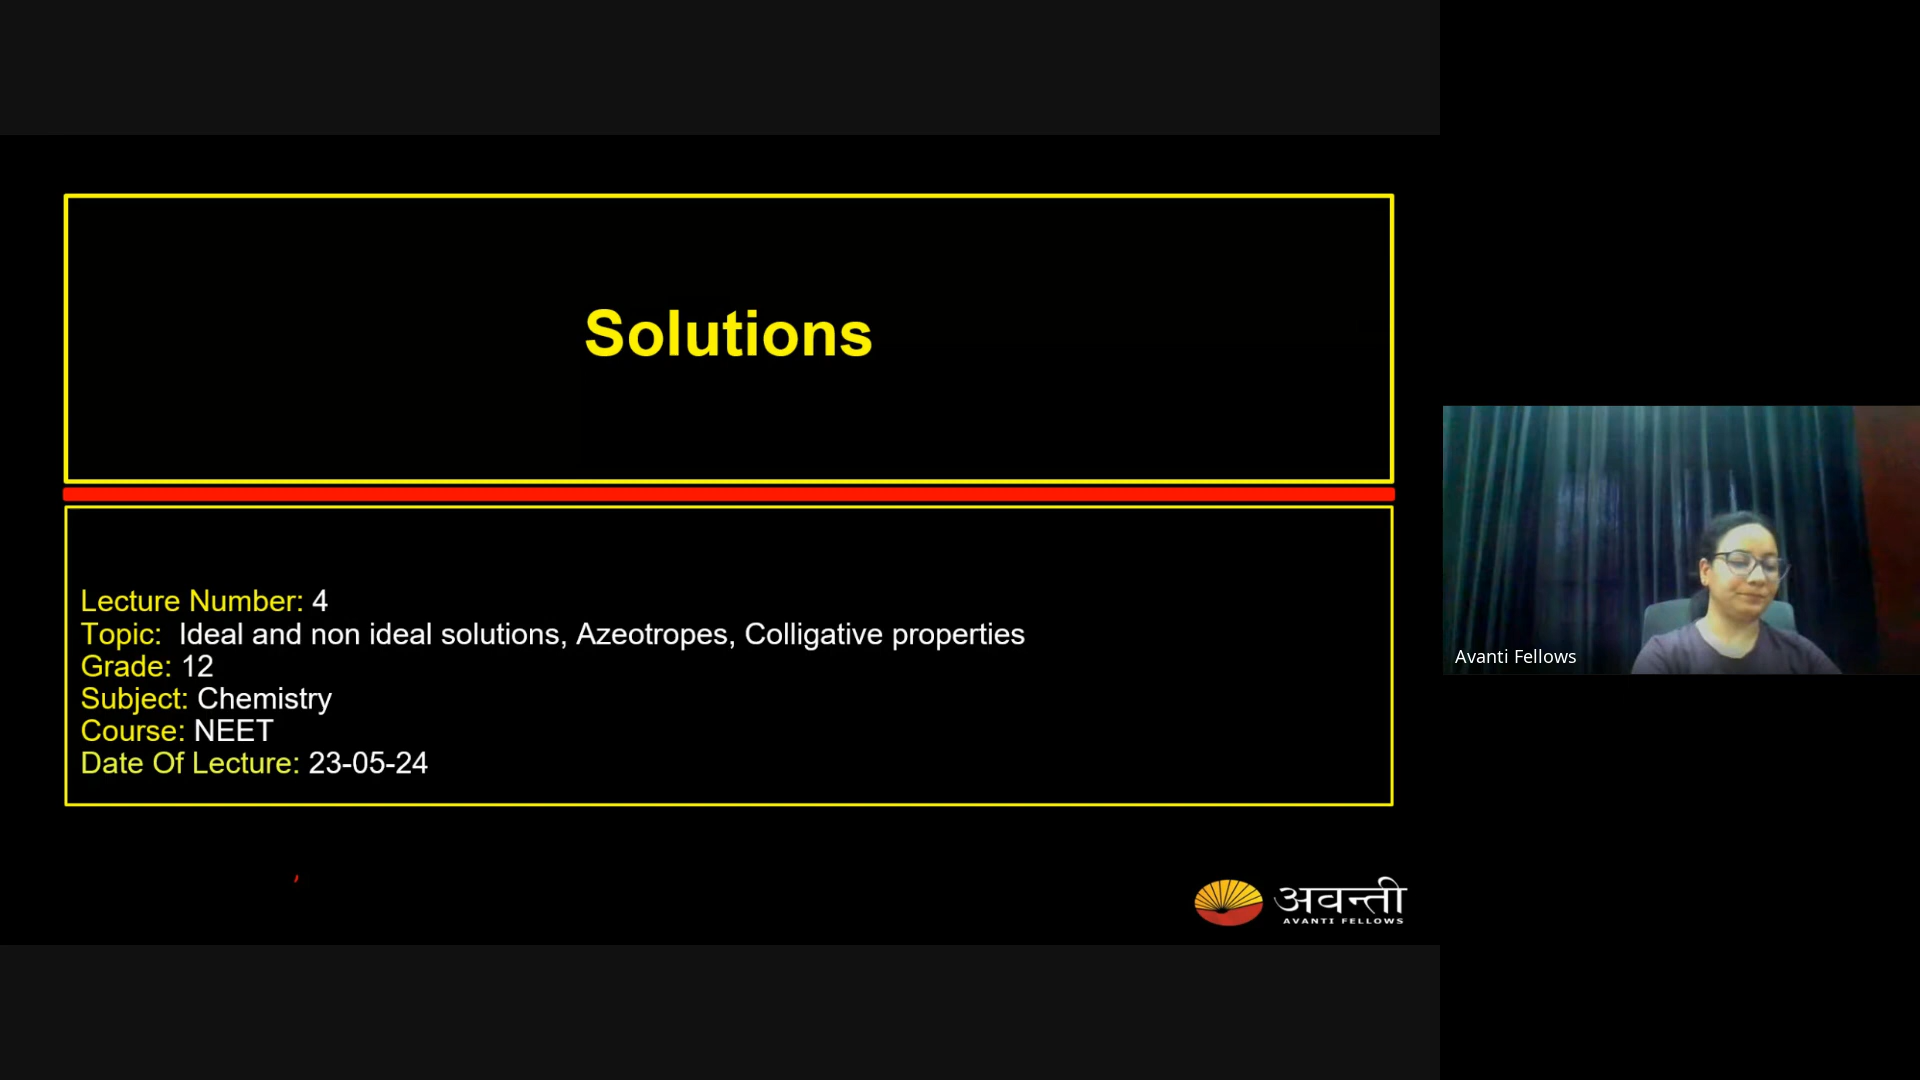 Solutions
Lecture Number: 4
Topic: Ideal and non ideal solutions, Azeotropes, Colligative properties
Grade: 12
Subject: Chemistry
Course: NEET
Date Of Lecture: 23-05-24
Avanti Fellows
अवन्ती
AVANTI FELLOWS